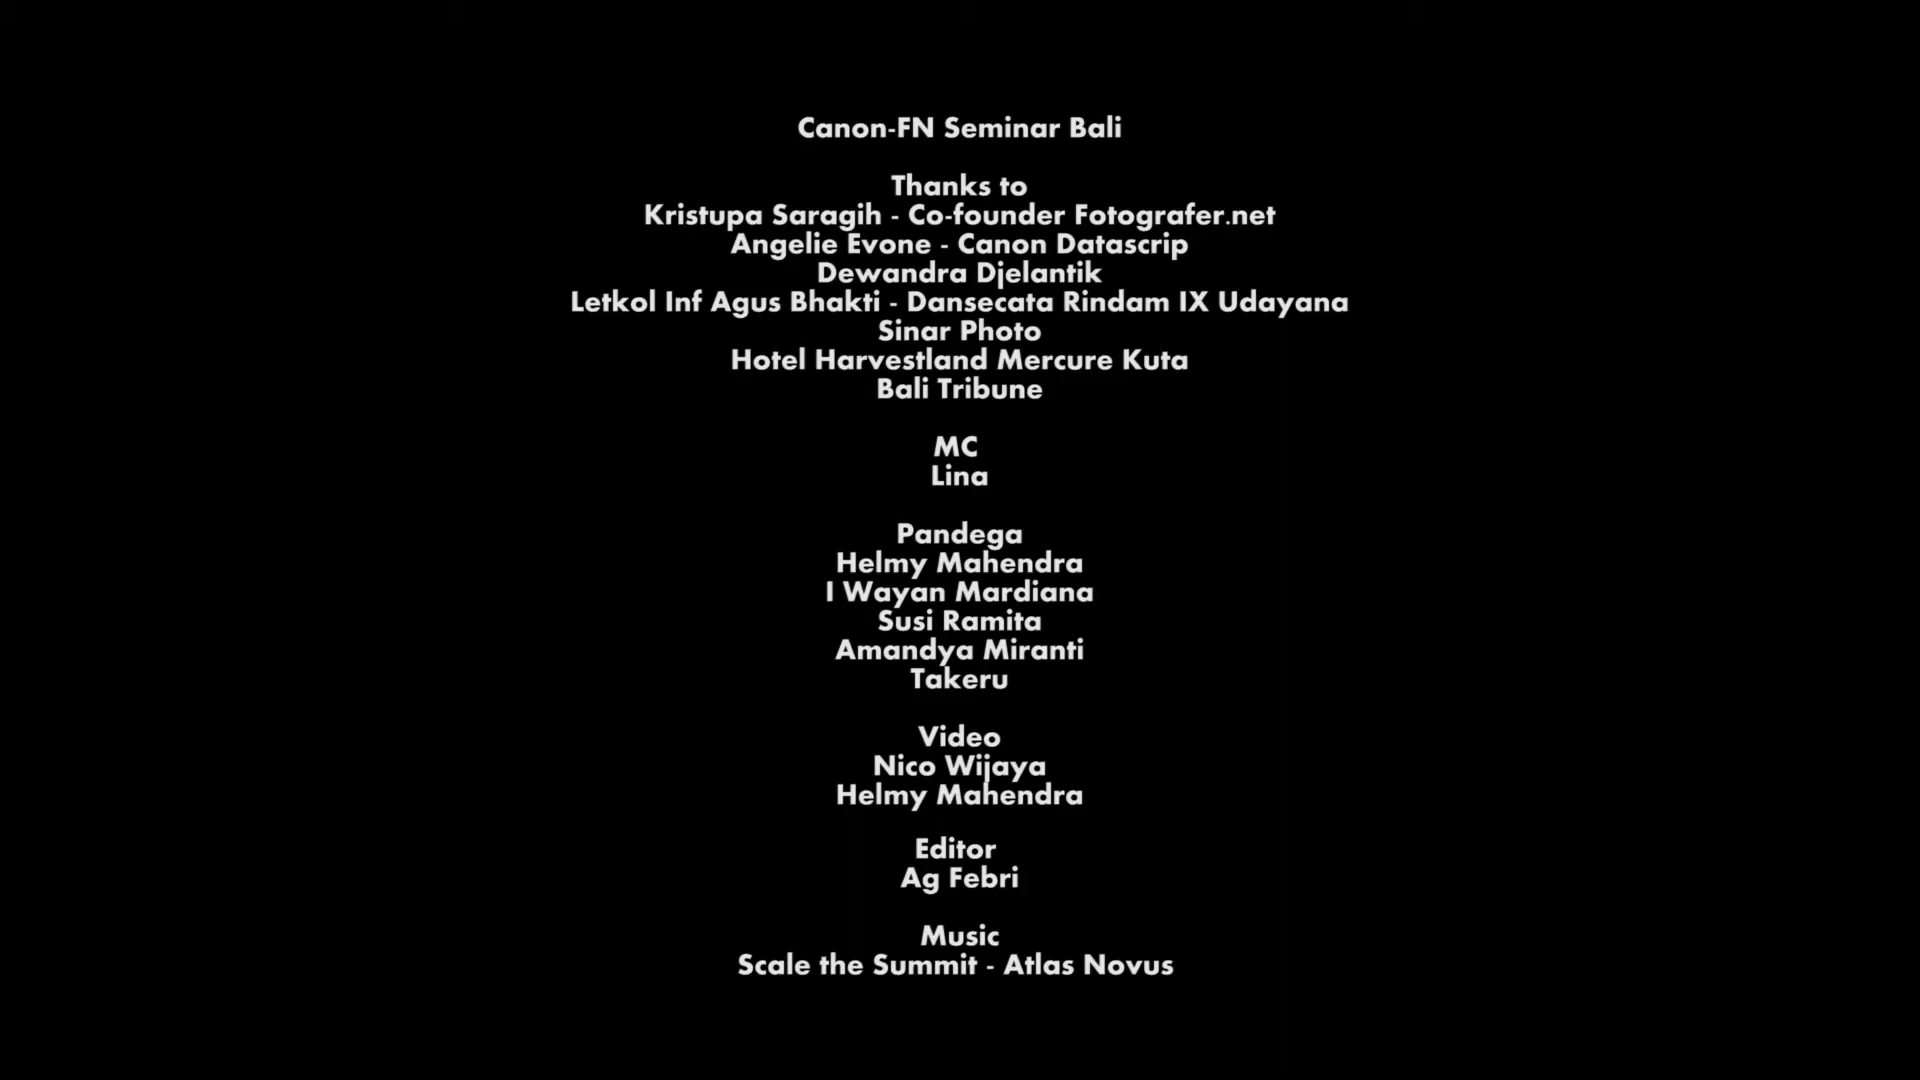 Canon-FN Seminar Bali
Thanks to
Kristupa Saragih - Co-founder Fotografer.net
Angelie Evone - Canon Datascrip
Dewandra Djelantik
Letkol Inf Agus Bhakti - Dansecata Rindam IX Udayana
Sinar Photo
Hotel Harvestland Mercure Kuta
Bali Tribune
MC
Lina
Pandega
Helmy Mahendra
I Wayan Mardiana
Susi Ramita
Amandya Miranti
Takeru
Video
Nico Wijaya
Helmy Mahendra
Editor
Ag Febri
Music
Scale the Summit - Atlas Novus